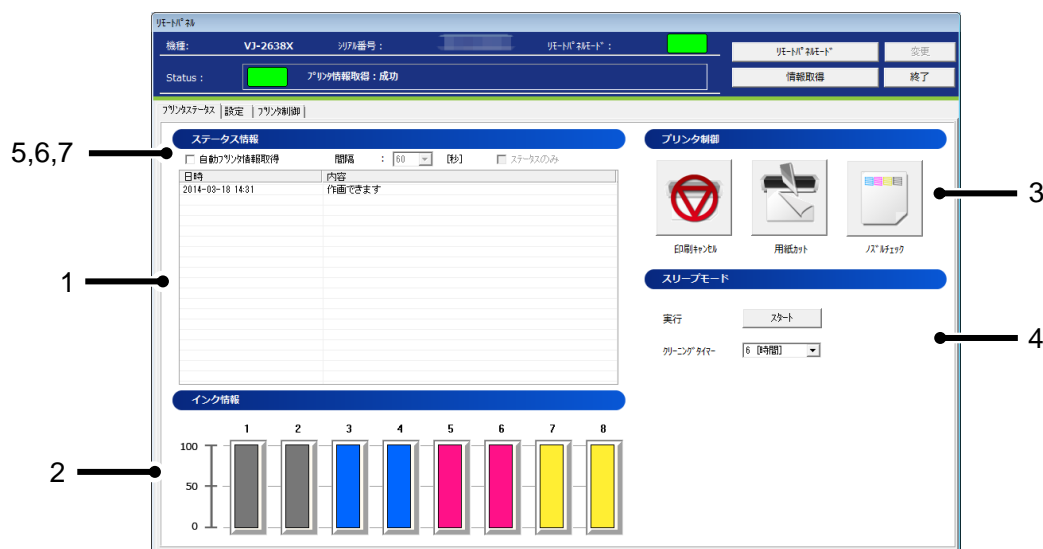 リモートパネル
機種: VJ-2638X シリアル番号: リモートパネルモード:
リモートパネルモード 変更
Status : プリンタ情報取得:成功
情報取得 終了
プリンタステータス 設定 プリンタ制御
ステータス情報
5,6,7
自動プリンタ情報取得 間隔 : 60 [秒] ステータスのみ
日時 内容
2014-03-18 14:31 作画できます
1
インク情報
1 2 3 4 5 6 7 8
100
50
0
2
プリンタ制御
3
印刷キャンセル 用紙カット ノズルチェック
スリープモード
実行 スタート
4
クリーニングタイマー 6 [時間]